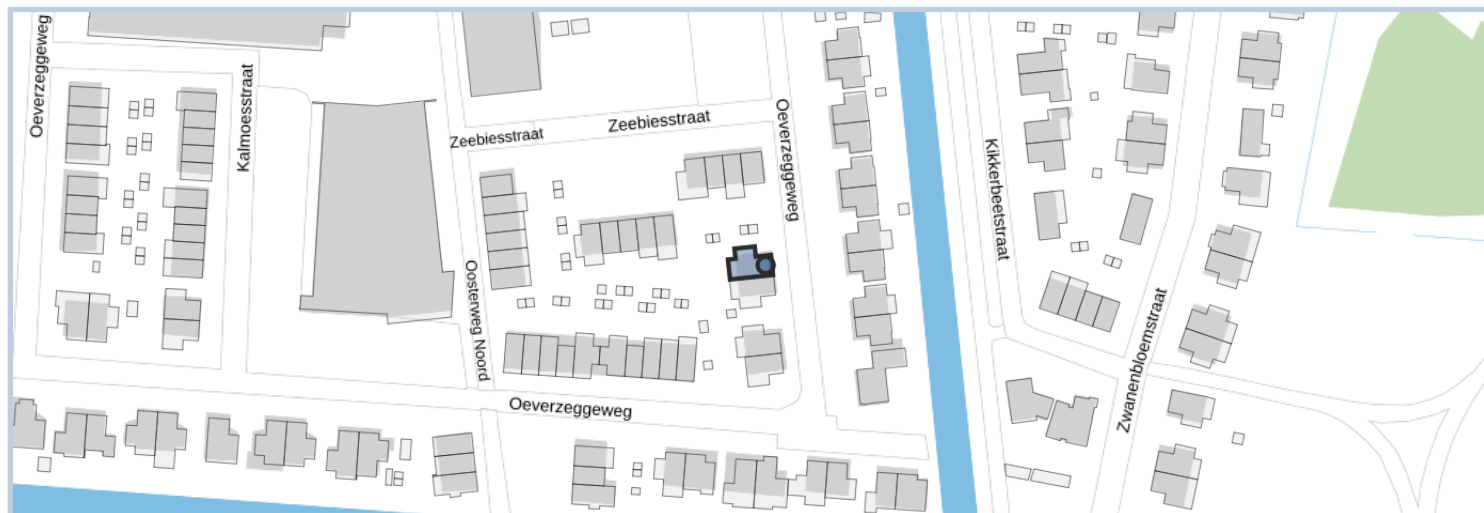 Oeverzeggeweg
Kalmoesstraat
Zeebiesstraat
Zeebiesstraat
Oeverzeggeweg
Kikkerbeetstraat
Oosterweg Noord
Zwanenbloemstraat
Oeverzeggeweg